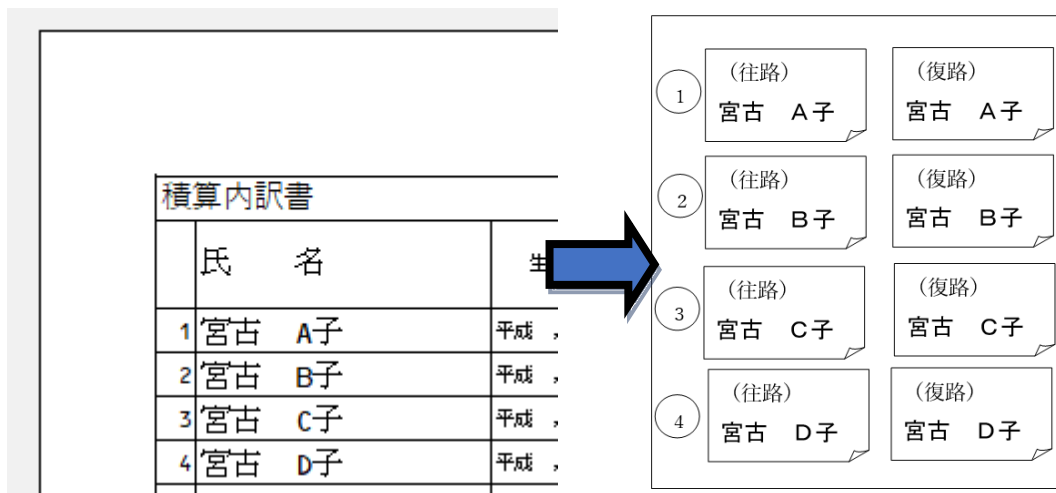 積算内訳書
氏　　名
1 宮古　A子 平成
2 宮古　B子 平成
3 宮古　C子 平成
4 宮古　D子 平成
1
（往路）
宮古　A子
（復路）
宮古　A子
2
（往路）
宮古　B子
（復路）
宮古　B子
3
（往路）
宮古　C子
（復路）
宮古　C子
4
（往路）
宮古　D子
（復路）
宮古　D子